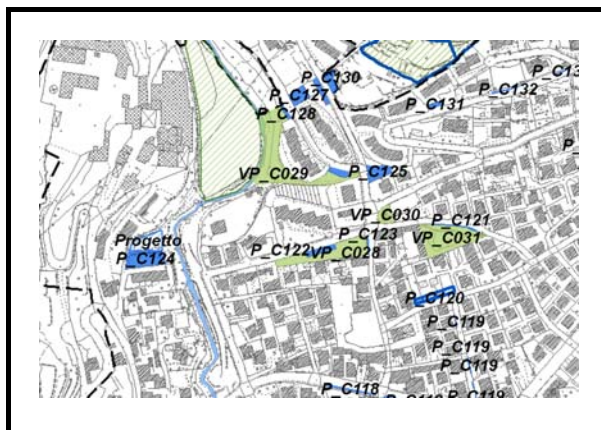 P_C130
P_C13
P_C127
P_C132
P_C131
P_C128
P_
VP_C029
P_C125
VP_C030
P_C121
Progetto
P_C123
P_C122
VP_C031
P_C124
VP_C028
P_C120
P_C119
P_C119
P_C119
P_C118
P_C119